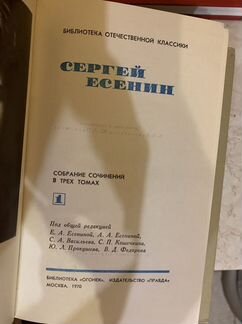 БИБЛИОТЕКА ОТЕЧЕСТВЕННОЙ КЛАССИКИ
СЕРГЕЙ
ЕСЕНИН
СОБРАНИЕ СОЧИНЕНИЙ
В ТРЕХ ТОМАХ
1
Под общей редакцией
Е. А. Есениной, А. А. Есениной,
С. А. Васильева, С. П. Кошечкина,
Ю. Л. Прокушева, В. Д. Федорова
БИБЛИОТЕКА «ОГОНЕК». ИЗДАТЕЛЬСТВО «ПРАВДА»
МОСКВА. 1970